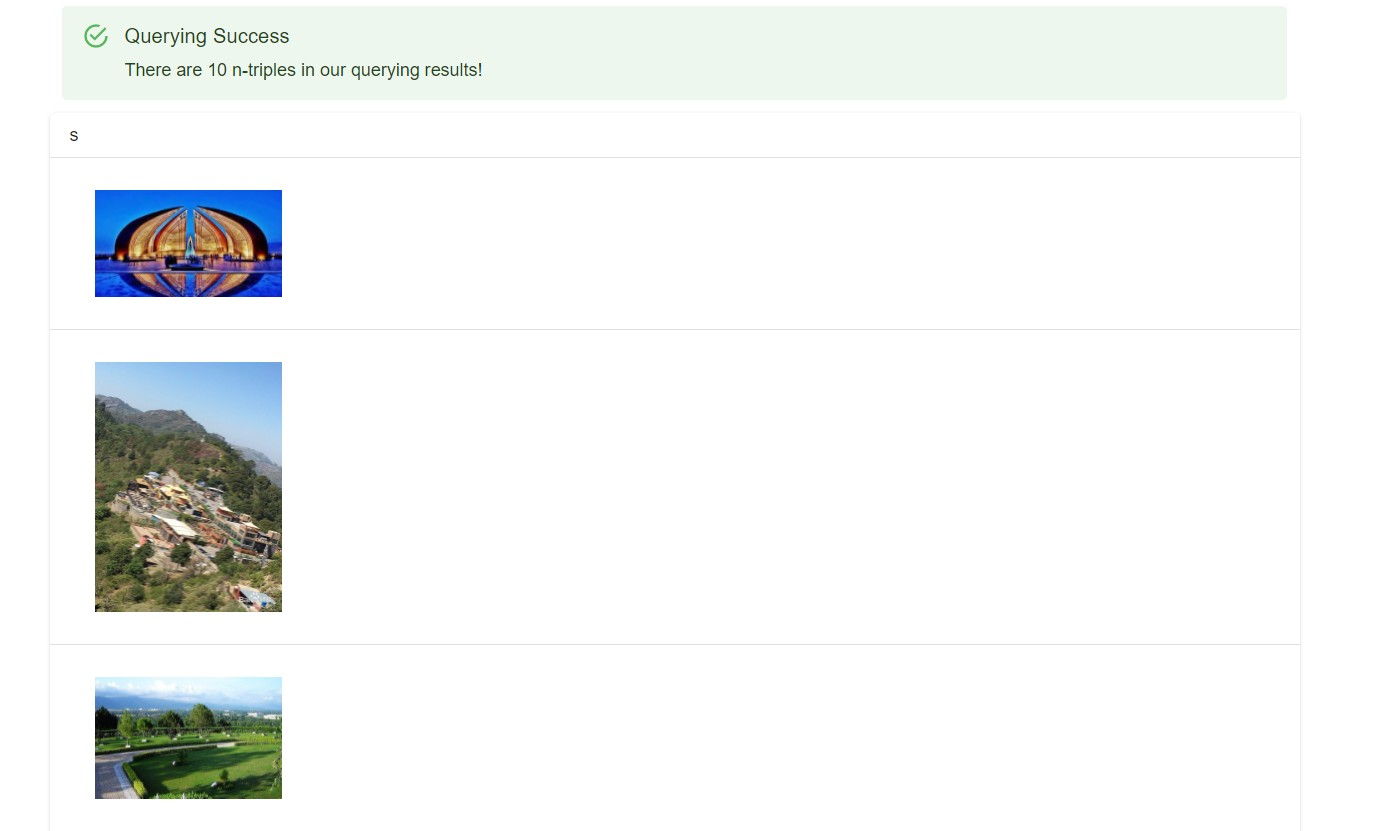 Querying Success
There are 10 n-triples in our querying results!
s